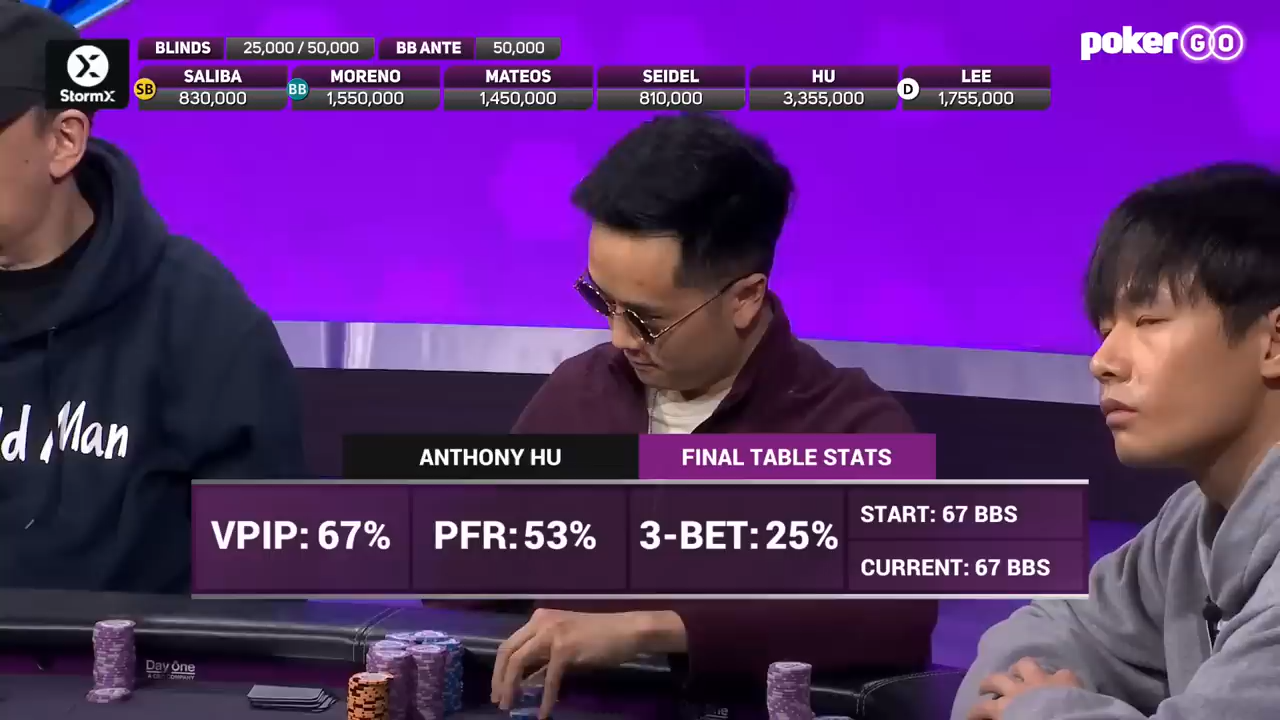 BLINDS 25,000 / 50,000 BB ANTE 50,000
pokerGO
StormX
SB SALIBA BB MORENO MATEOS SEIDEL HU D LEE
830,000 1,550,000 1,450,000 810,000 3,355,000 1,755,000
d Man
ANTHONY HU FINAL TABLE STATS
VPIP: 67% PFR: 53% 3-BET: 25% START: 67 BBS
CURRENT: 67 BBS
Day One